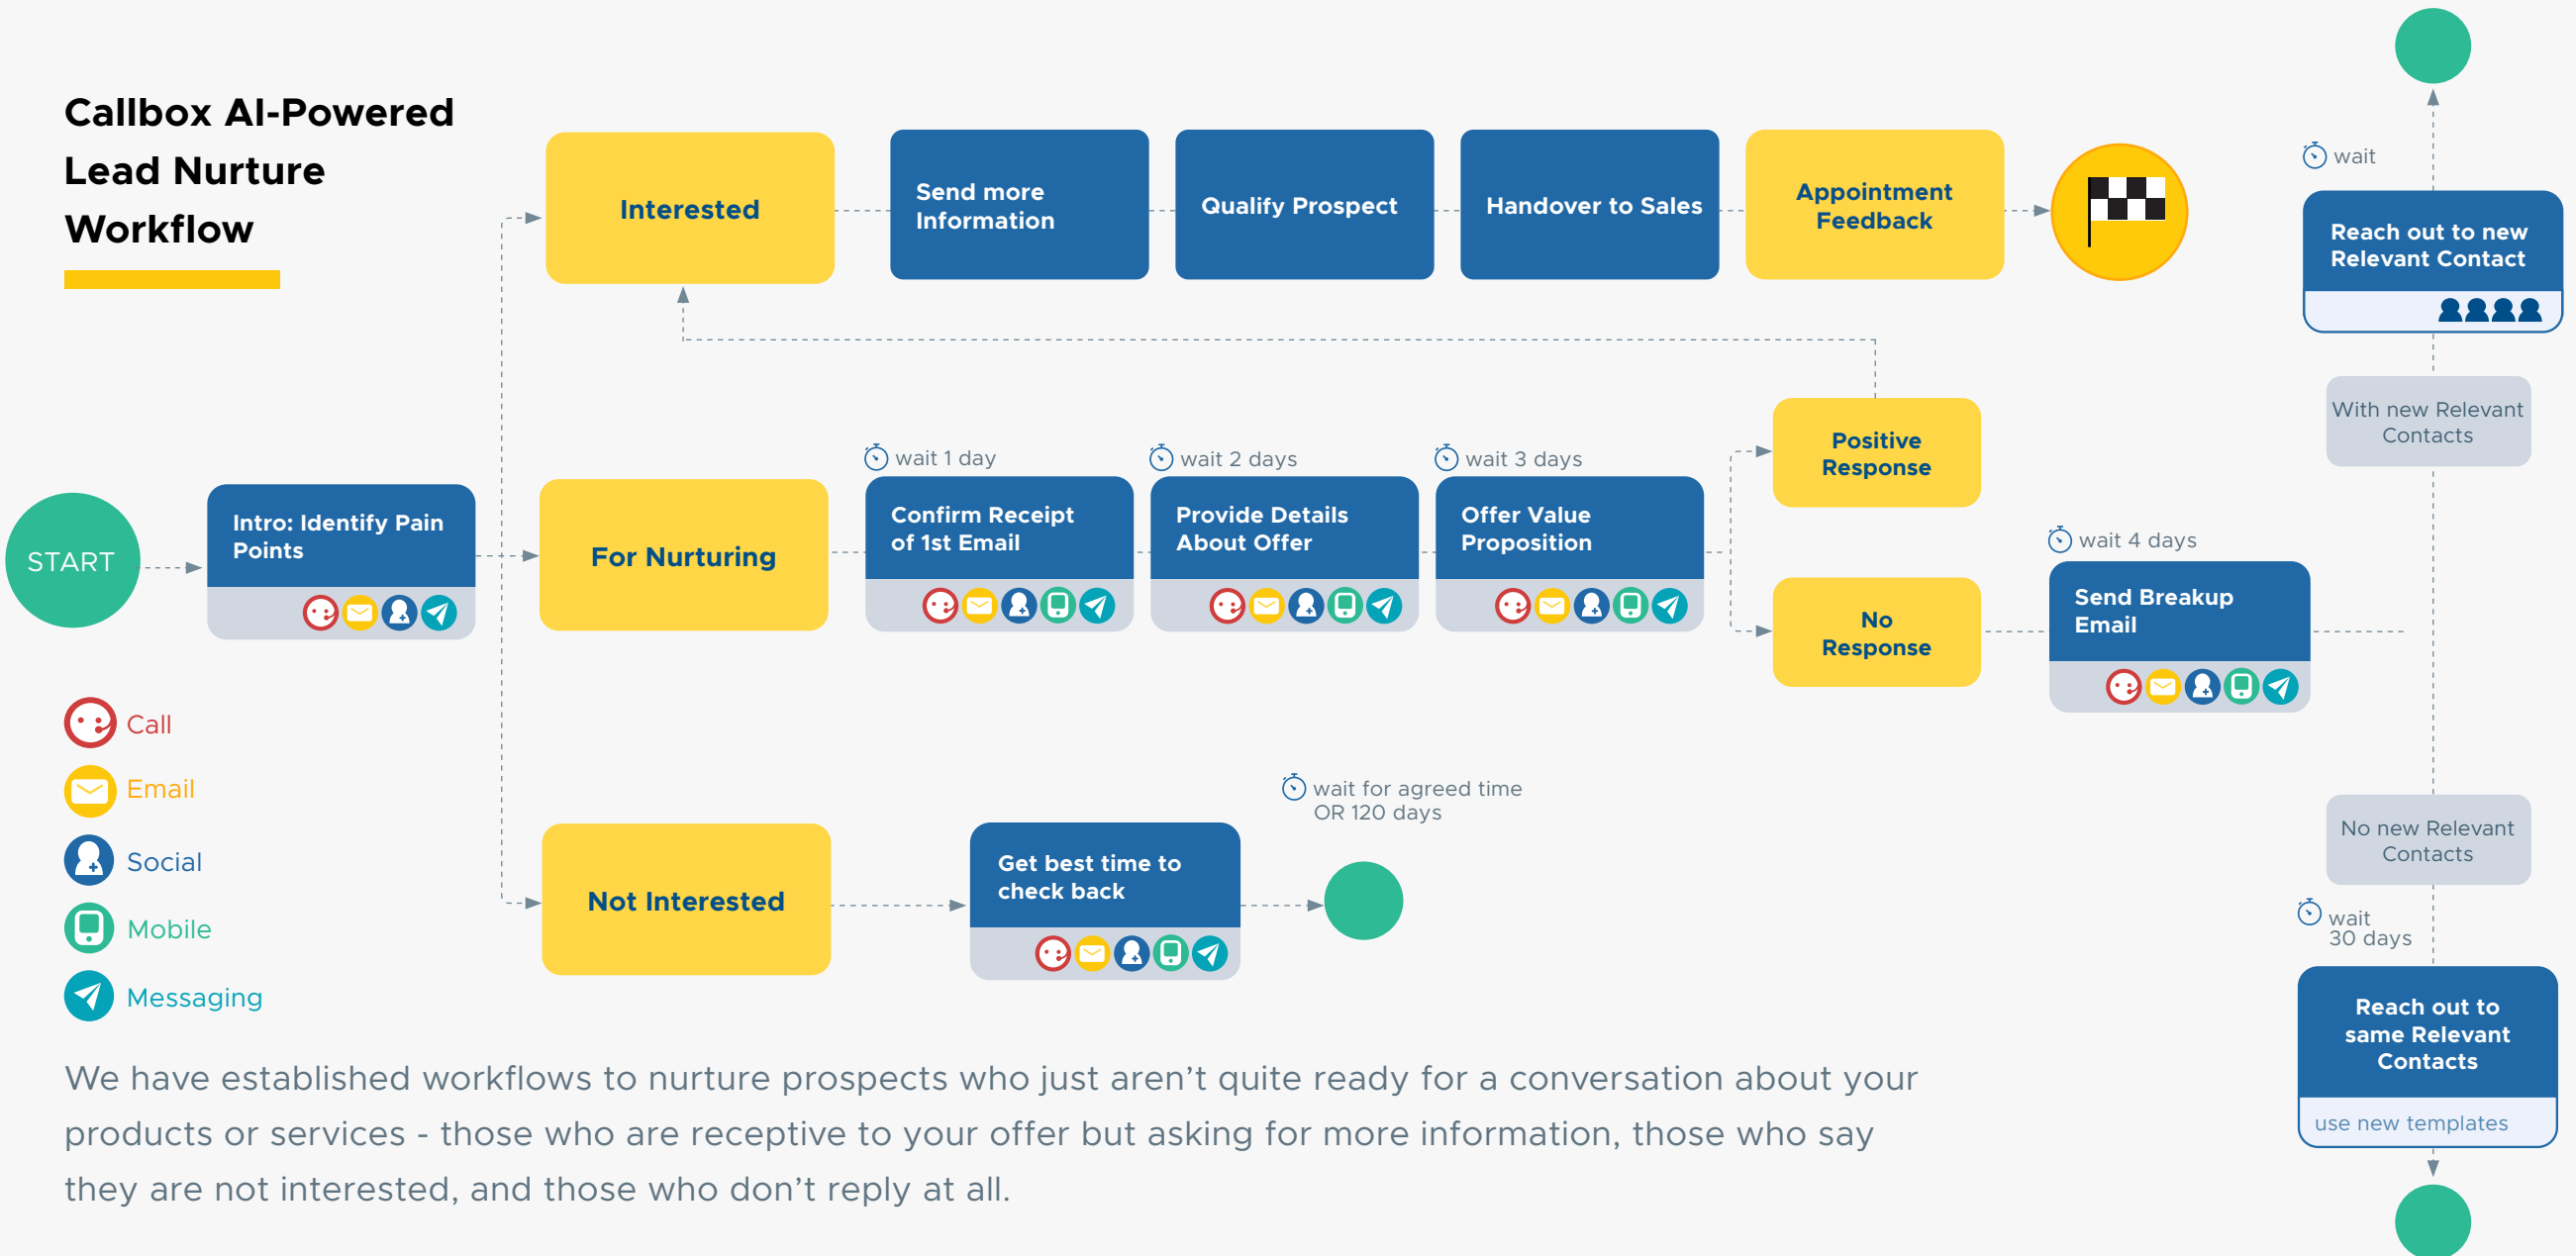 Callbox AI-Powered
Lead Nurture
Workflow
Interested
Send more
Information
Qualify Prospect
Handover to Sales
Appointment
Feedback
wait
Reach out to new
Relevant Contact
With new Relevant
Contacts
START
Intro: Identify Pain
Points
For Nurturing
wait 1 day
Confirm Receipt
of 1st Email
wait 2 days
Provide Details
About Offer
wait 3 days
Offer Value
Proposition
Positive
Response
No
Response
wait 4 days
Send Breakup
Email
Call
Email
Social
Mobile
Messaging
Not Interested
Get best time to
check back
wait for agreed time
OR 120 days
No new Relevant
Contacts
wait
30 days
Reach out to
same Relevant
Contacts
use new templates
We have established workflows to nurture prospects who just aren’t quite ready for a conversation about your
products or services - those who are receptive to your offer but asking for more information, those who say
they are not interested, and those who don’t reply at all.